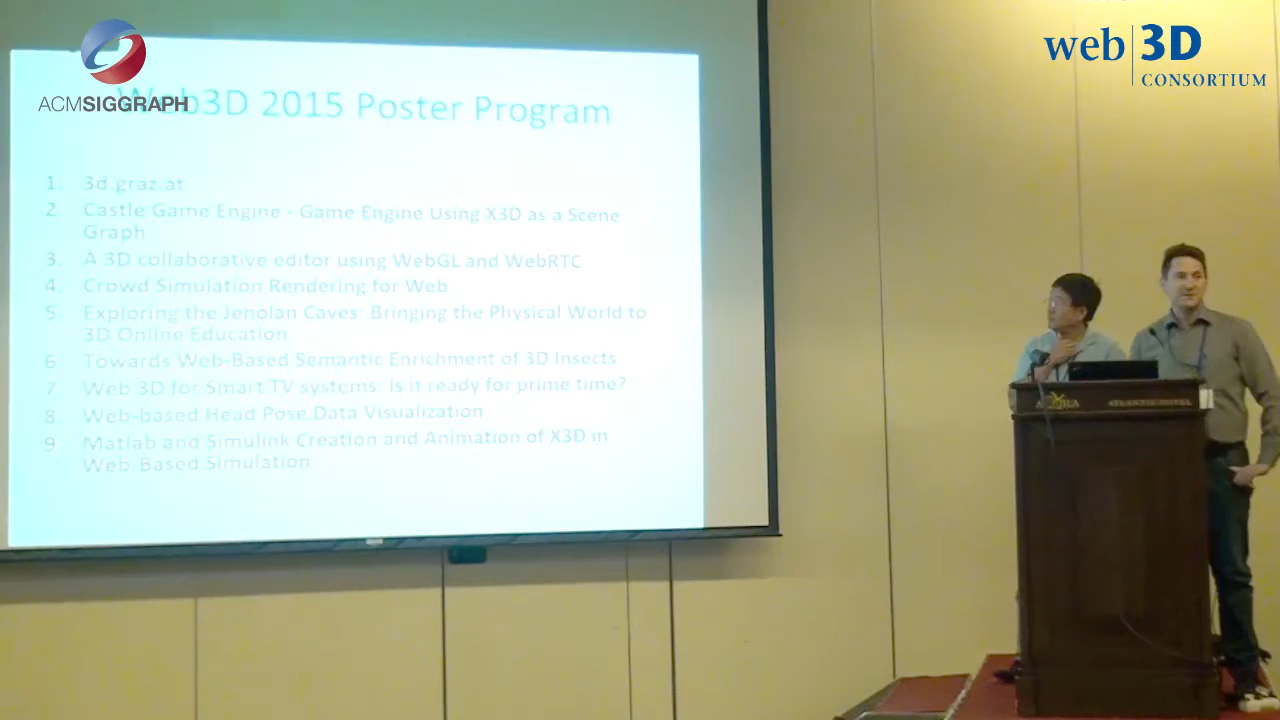 web 3D
CONSORTIUM
ACMSIGGRAPH
Web3D 2015 Poster Program
1. 3d.graz.at
2. Castle Game Engine - Game Engine Using X3D as a Scene
Graph
3. A 3D collaborative editor using WebGL and WebRTC
4. Crowd Simulation Rendering for Web
5. Exploring the Jenolan Caves Bringing the Physical World to
3D Online Education
6 Towards Web-Based Semantic Enrichment of 3D Insects
7. Web 3D for Smart TV systems: Is it ready for prime time?
8. Web-based Head Pose Data Visualization
9 Matlab and Simulink Creation and Animation of X3D in
Web-Based Simulation